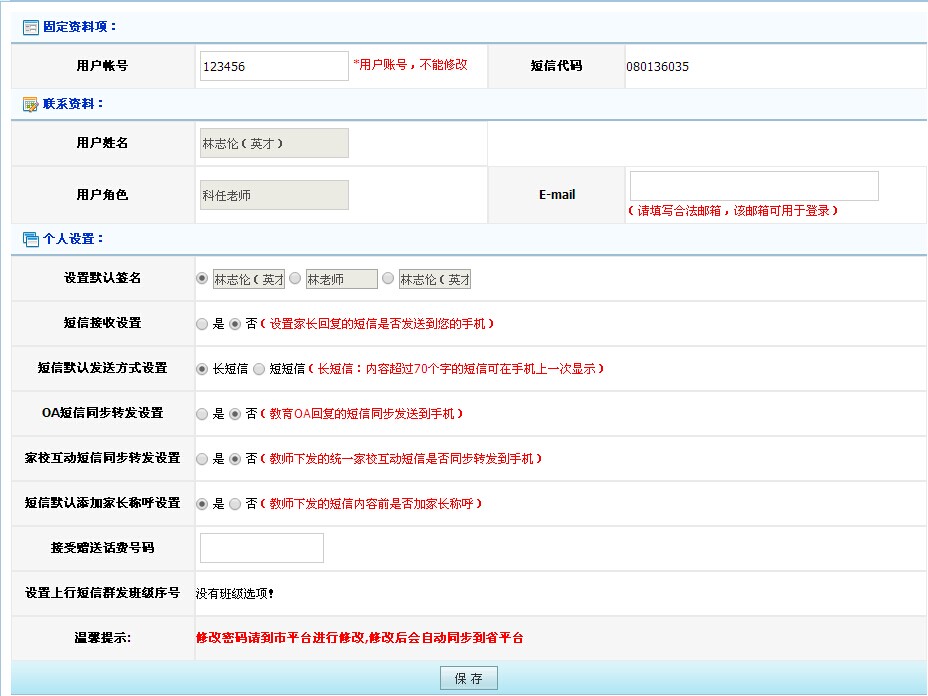 固定资料项：
用户帐号 123456 *用户账号，不能修改 短信代码 080136035
联系资料：
用户姓名 林志伦（英才）
用户角色 科任老师 E-mail
（请填写合法邮箱，该邮箱可用于登录）
个人设置：
设置默认签名 林志伦（英才 林老师 林志伦（英才
短信接收设置 是 否（设置家长回复的短信是否发送到您的手机）
短信默认发送方式设置 长短信 短短信（长短信：内容超过70个字的短信可在手机上一次显示）
OA短信同步转发设置 是 否（教育OA回复的短信同步发送到手机）
家校互动短信同步转发设置 是 否（教师下发的统一家校互动短信是否同步转发到手机）
短信默认添加家长称呼设置 是 否（教师下发的短信内容前是否加家长称呼）
接受赠送话费号码
设置上行短信群发班级序号 没有班级选项!
温馨提示: 修改密码请到市平台进行修改,修改后会自动同步到省平台
保 存